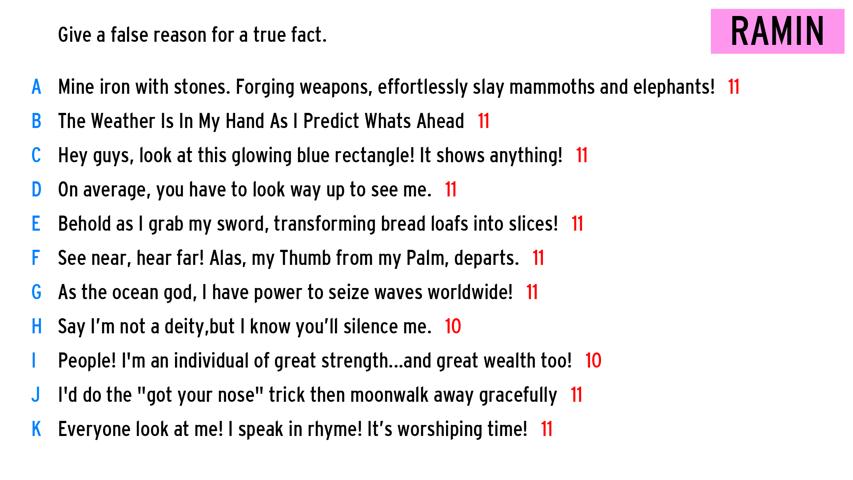 Give a false reason for a true fact.
RAMIN
A Mine iron with stones. Forging weapons, effortlessly slay mammoths and elephants! 11
B The Weather Is In My Hand As I Predict Whats Ahead 11
C Hey guys, look at this glowing blue rectangle! It shows anything! 11
D On average, you have to look way up to see me. 11
E Behold as I grab my sword, transforming bread loafs into slices! 11
F See near, hear far! Alas, my Thumb from my Palm, departs. 11
G As the ocean god, I have power to seize waves worldwide! 11
H Say I'm not a deity,but I know you'll silence me. 10
I People! I'm an individual of great strength...and great wealth too! 10
J I'd do the "got your nose" trick then moonwalk away gracefully 11
K Everyone look at me! I speak in rhyme! It's worshiping time! 11